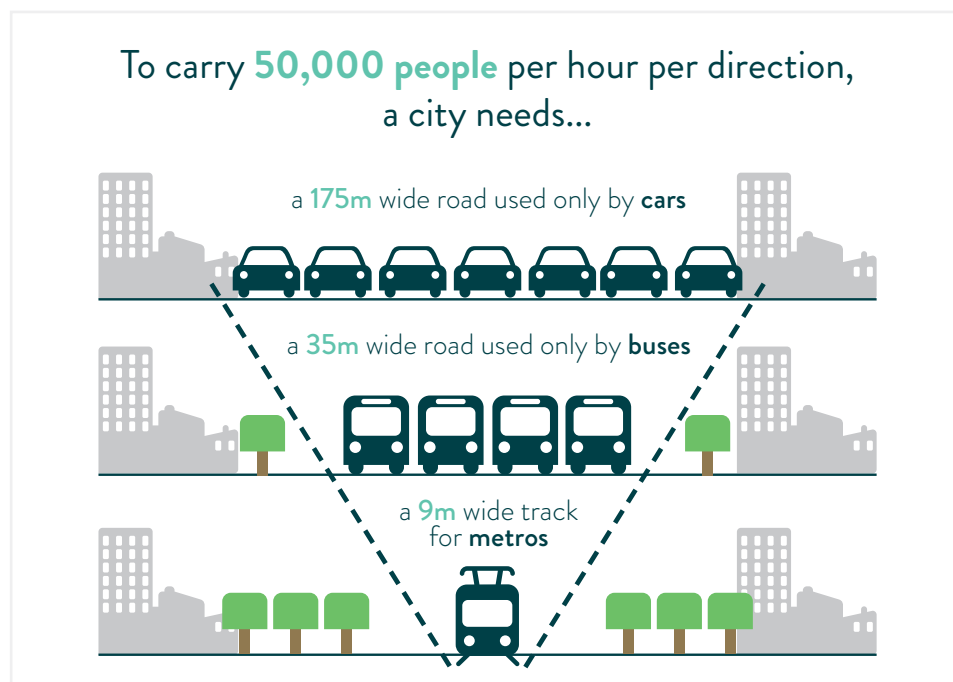 To carry 50,000 people per hour per direction,
a city needs...
a 175m wide road used only by cars
a 35m wide road used only by buses
a 9m wide track
for metros